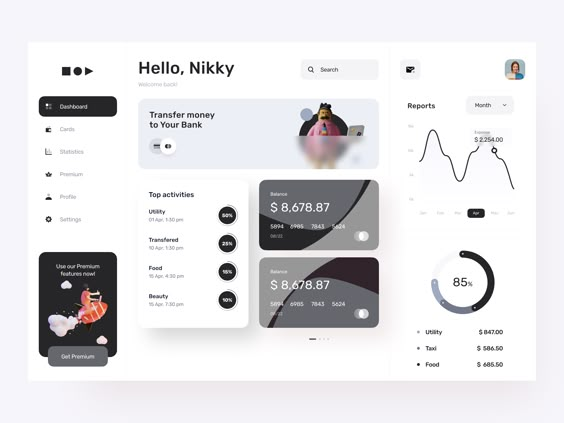 Hello, Nikky
Welcome back!
Search
Dashboard
Cards
Statistics
Premium
Profile
Settings
Use our Premium
features now!
Get Premium
Transfer money
to Your Bank
Top activities
Utility
01 Apr, 1:30 pm
50%
Transfered
10 Apr, 1:30 pm
25%
Food
15 Apr, 4:30 pm
15%
Beauty
15 Apr, 7:30 pm
10%
Balance
$ 8,678.87
5894 6985 7843 5624
08/22
Balance
$ 8,678.87
5894 6985 7843 5624
08/22
Reports
Month
Expense
$ 2.254.00
Jan
Feb
Mar
Apr
May
Jun
85%
Utility
$ 847.00
Taxi
$ 586.50
Food
$ 685.50